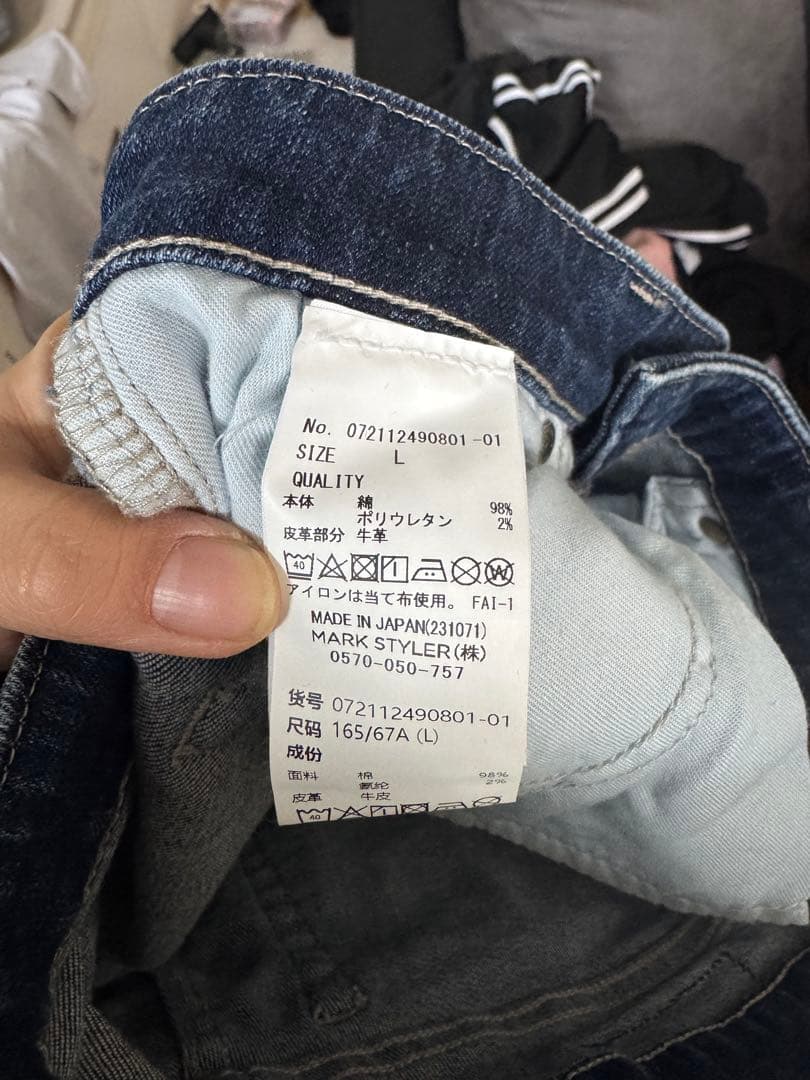 No. 072112490801-01
SIZE L
QUALITY
本体 綿 98%
ポリウレタン 2%
皮革部分 牛革
40
アイロンは当て布使用。 FAI-1
MADE IN JAPAN(231071)
MARK STYLER(株)
0570-050-757
货号 072112490801-01
尺码 165/67A (L)
成份
面料 棉 98%
氨纶 2%
皮革 牛皮
40